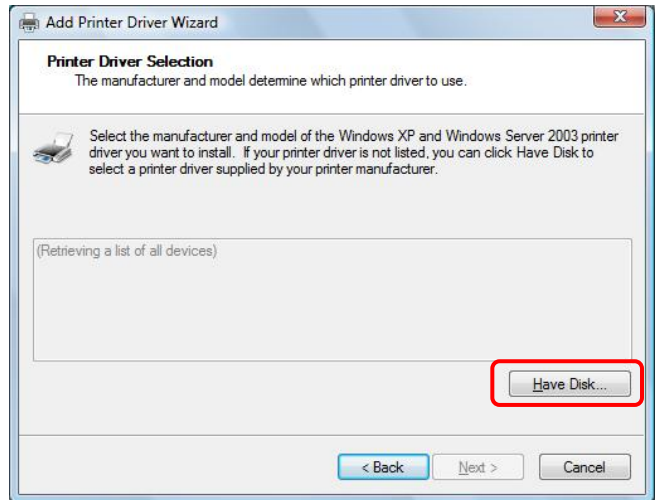 Add Printer Driver Wizard
Printer Driver Selection
The manufacturer and model determine which printer driver to use.
Select the manufacturer and model of the Windows XP and Windows Server 2003 printer
driver you want to install. If your printer driver is not listed, you can click Have Disk to
select a printer driver supplied by your printer manufacturer.
(Retrieving a list of all devices)
Have Disk...
< Back Next > Cancel